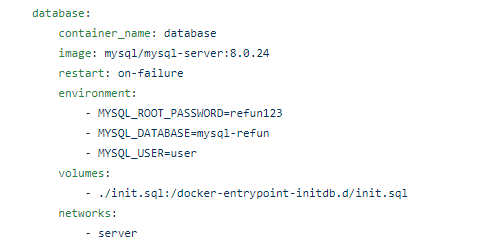 database:
container_name: database
image: mysql/mysql-server:8.0.24
restart: on-failure
environment:
- MYSQL_ROOT_PASSWORD=refun123
- MYSQL_DATABASE=mysql-refun
- MYSQL_USER=user
volumes:
- ./init.sql:/docker-entrypoint-initdb.d/init.sql
networks:
- server